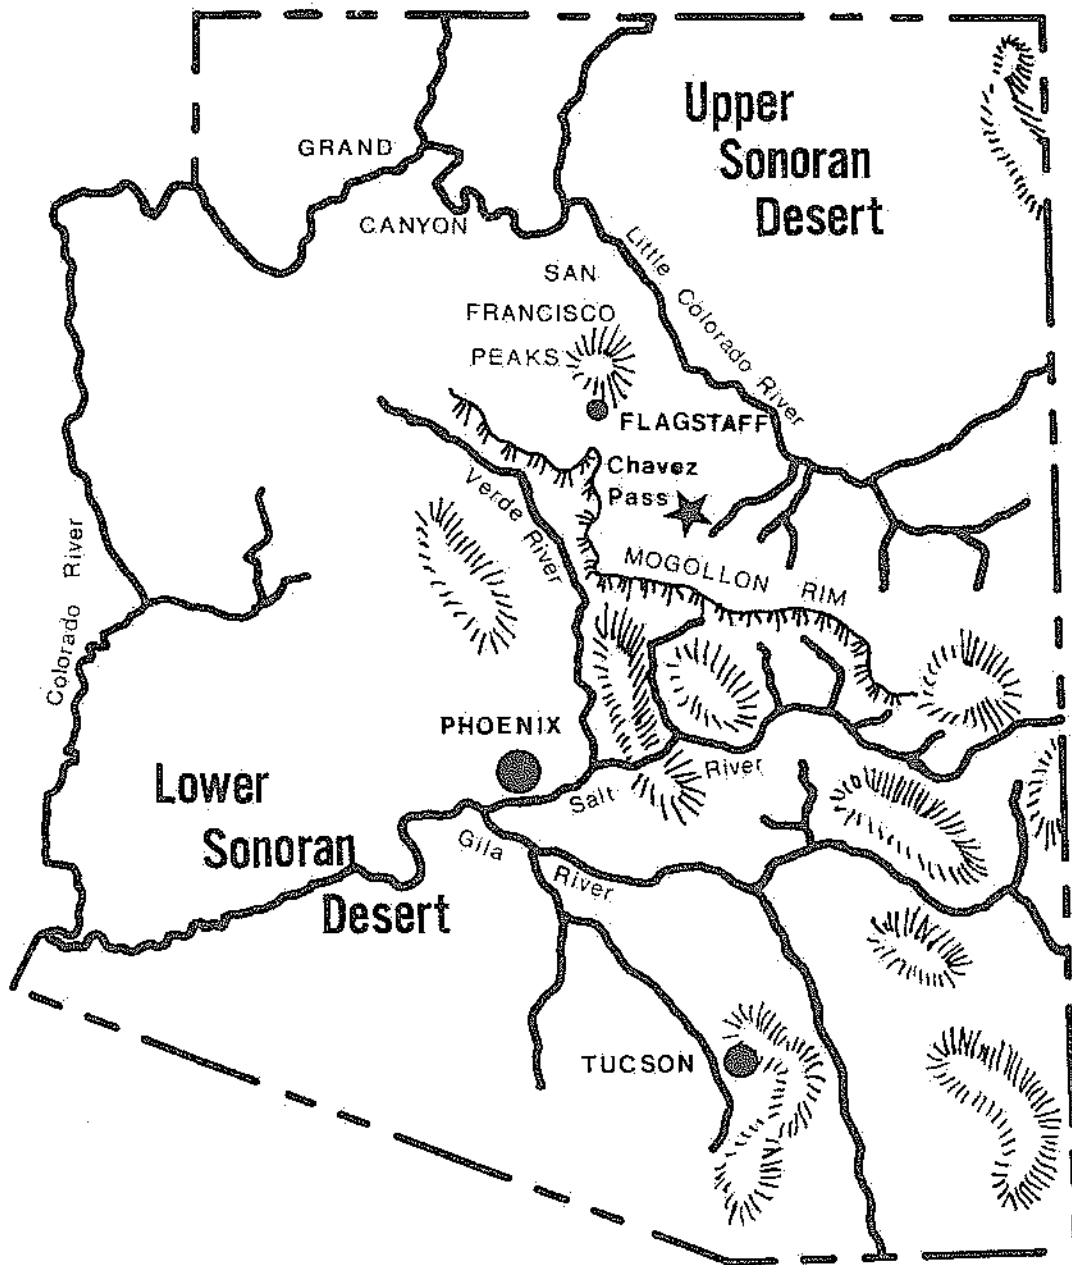 Upper
Sonoran
Desert
GRAND
CANYON
Little Colorado River
SAN
FRANCISCO
PEAKS
FLAGSTAFF
Chavez
Pass
Verde River
MOGOLLON RIM
Colorado River
PHOENIX
Salt River
Lower
Sonoran
Desert
Gila River
TUCSON